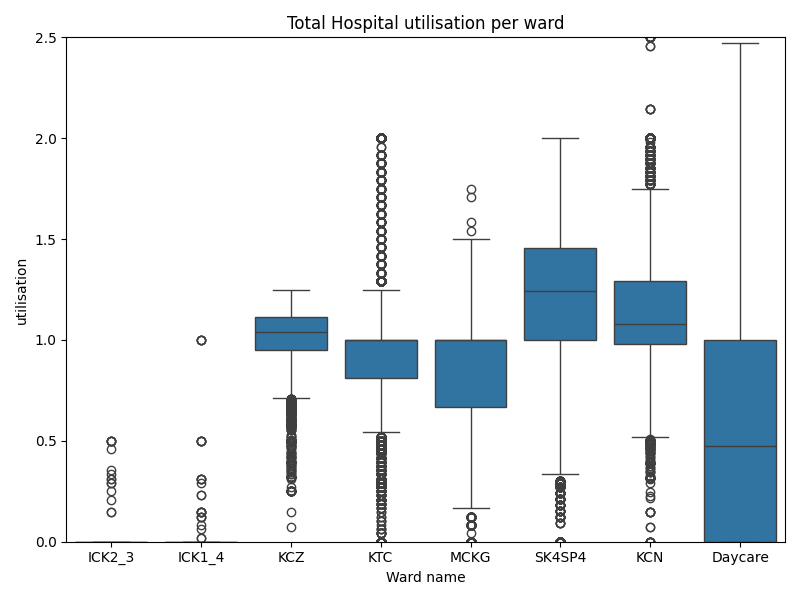 Total Hospital utilisation per ward
utilisation
2.5
2.0
1.5
1.0
0.5
0.0
ICK2_3 ICK1_4 KCZ KTC MCKG SK4SP4 KCN Daycare
Ward name